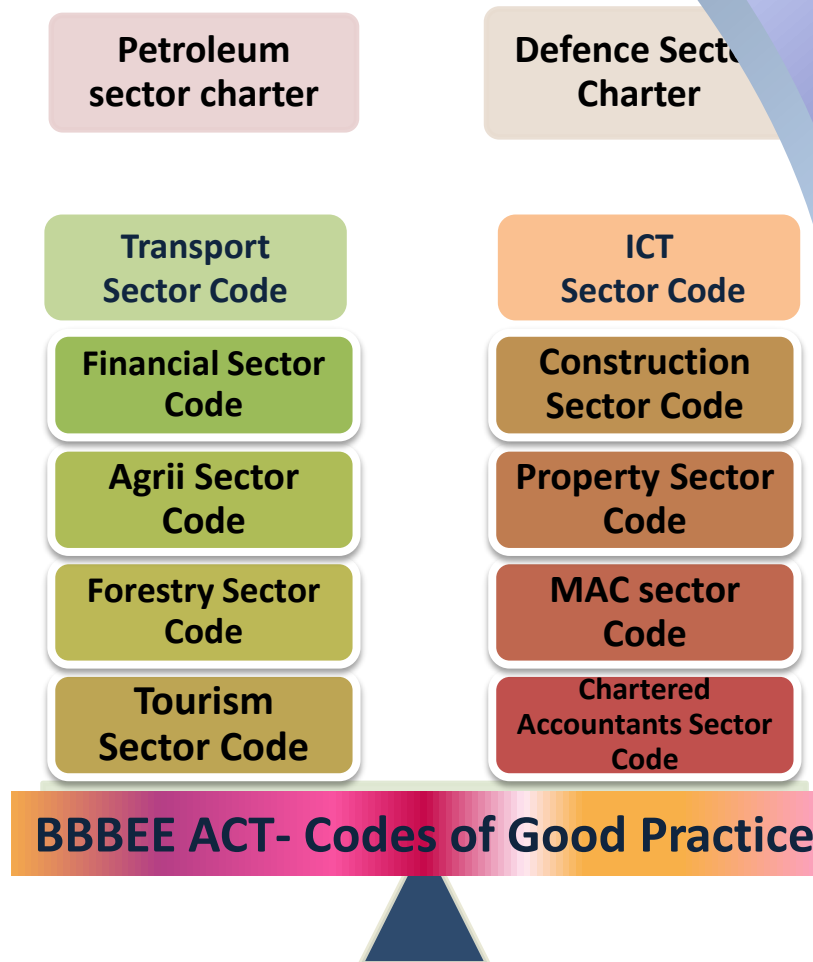 Petroleum
sector charter
Defence Sect
Charter
Transport
Sector Code
ICT
Sector Code
Financial Sector
Code
Construction
Sector Code
Agrii Sector
Code
Property Sector
Code
Forestry Sector
Code
MAC sector
Code
Tourism
Sector Code
Chartered
Accountants Sector
Code
BBBEE ACT- Codes of Good Practice